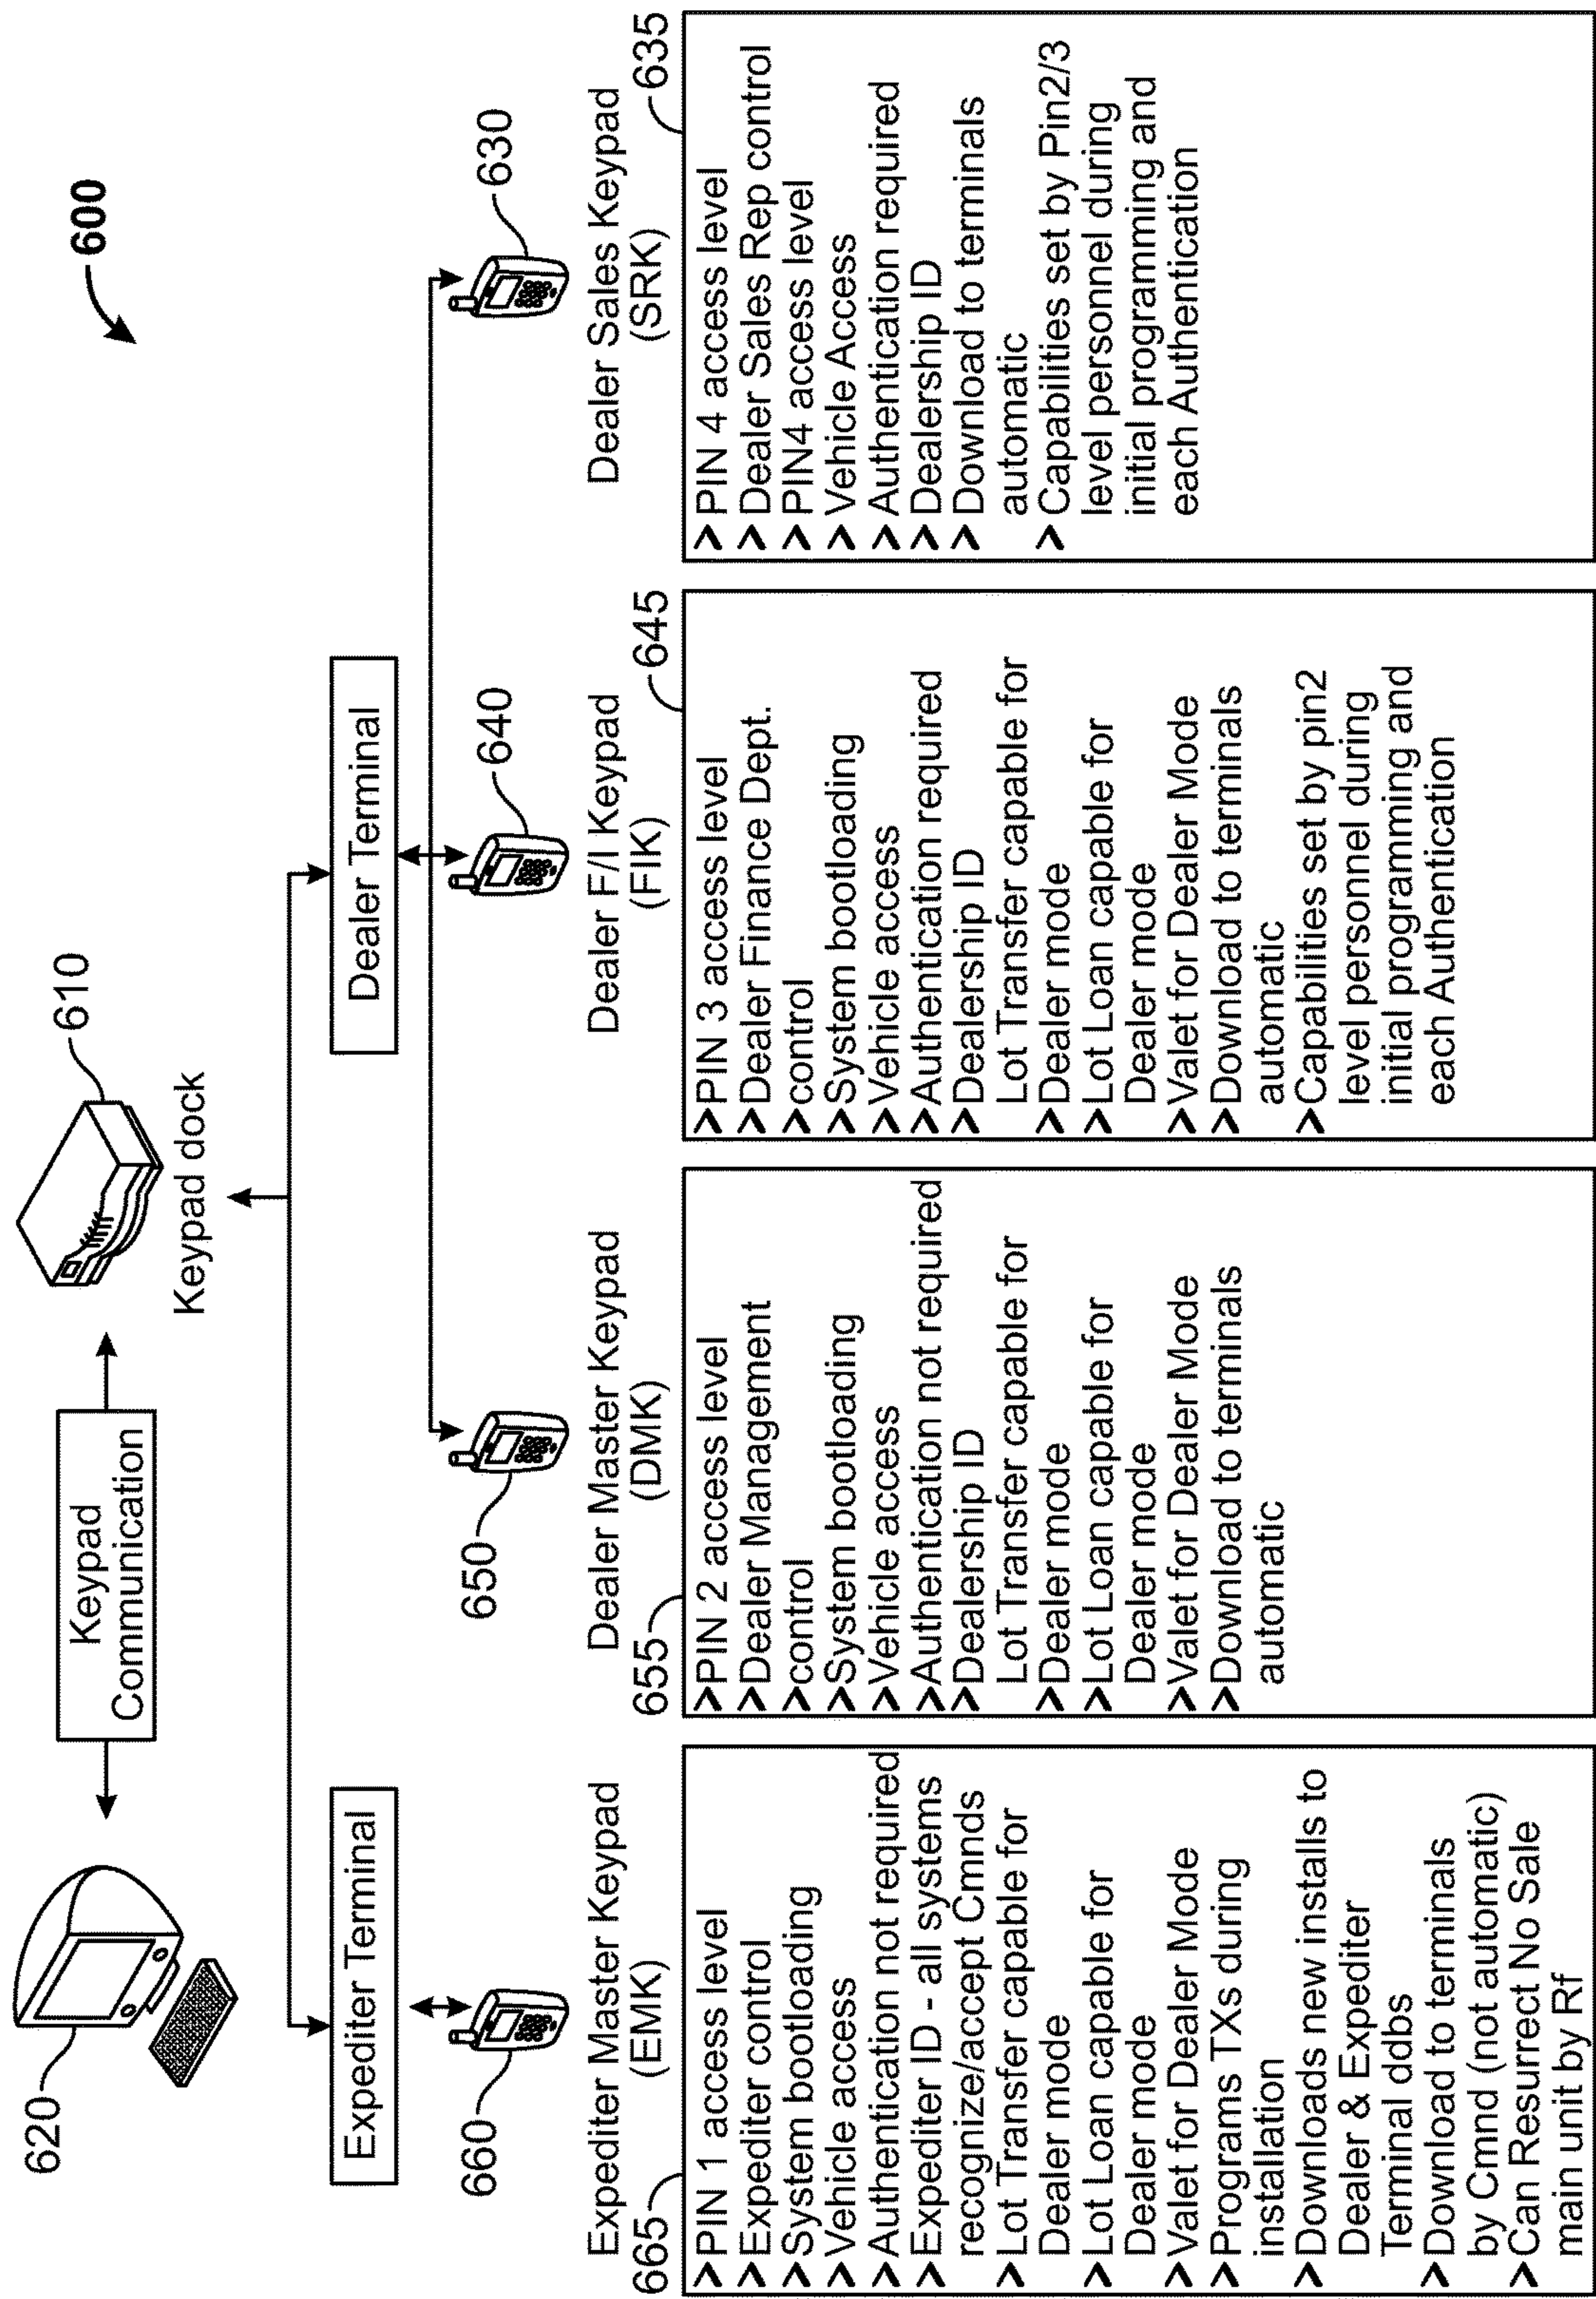 600
620
Keypad
Communication
610
Keypad dock
Expediter Terminal
Dealer Terminal
660
650
640
630
Expediter Master Keypad
(EMK)
665
>PIN 1 access level
>Expediter control
>System bootloading
>Vehicle access
>Authentication not required
>Expediter ID - all systems
recognize/accept Cmnds
>Lot Transfer capable for
Dealer mode
>Lot Loan capable for
Dealer mode
>Valet for Dealer Mode
>Programs TXs during
installation
>Downloads new installs to
Dealer & Expediter
Terminal ddbs
>Download to terminals
by Cmnd (not automatic)
>Can Resurrect No Sale
main unit by Rf
Dealer Master Keypad
(DMK)
655
>PIN 2 access level
>Dealer Management
>control
>System bootloading
>Vehicle access
>Authentication not required
>Dealership ID
Lot Transfer capable for
>Dealer mode
>Lot Loan capable for
Dealer mode
>Valet for Dealer Mode
>Download to terminals
automatic
Dealer F/I Keypad
(FIK)
645
>PIN 3 access level
>Dealer Finance Dept.
>control
>System bootloading
>Vehicle access
>Authentication required
>Dealership ID
Lot Transfer capable for
>Dealer mode
>Lot Loan capable for
Dealer mode
>Valet for Dealer Mode
>Download to terminals
automatic
>Capabilities set by pin2
level personnel during
initial programming and
each Authentication
Dealer Sales Keypad
(SRK)
635
>PIN 4 access level
>Dealer Sales Rep control
>PIN4 access level
>Vehicle Access
>Authentication required
>Dealership ID
>Download to terminals
automatic
>Capabilities set by Pin2/3
level personnel during
initial programming and
each Authentication